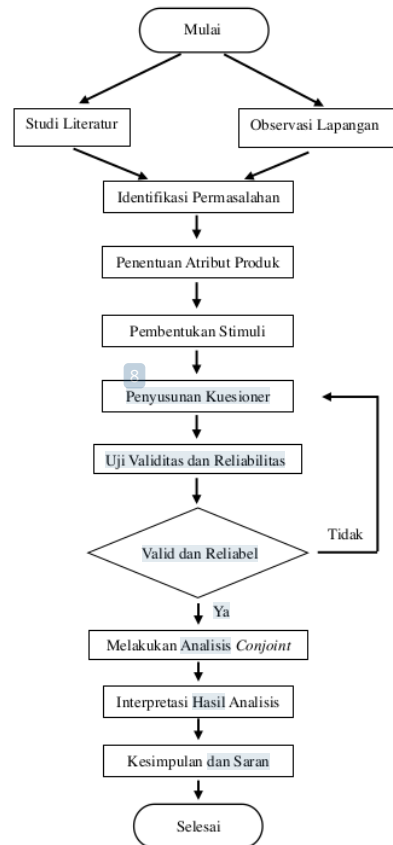 Mulai
Studi Literatur
Observasi Lapangan
Identifikasi Permasalahan
Penentuan Atribut Produk
Pembentukan Stimuli
8
Penyusunan Kuesioner
Uji Validitas dan Reliabilitas
Valid dan Reliabel
Tidak
Ya
Melakukan Analisis Conjoint
Interpretasi Hasil Analisis
Kesimpulan dan Saran
Selesai